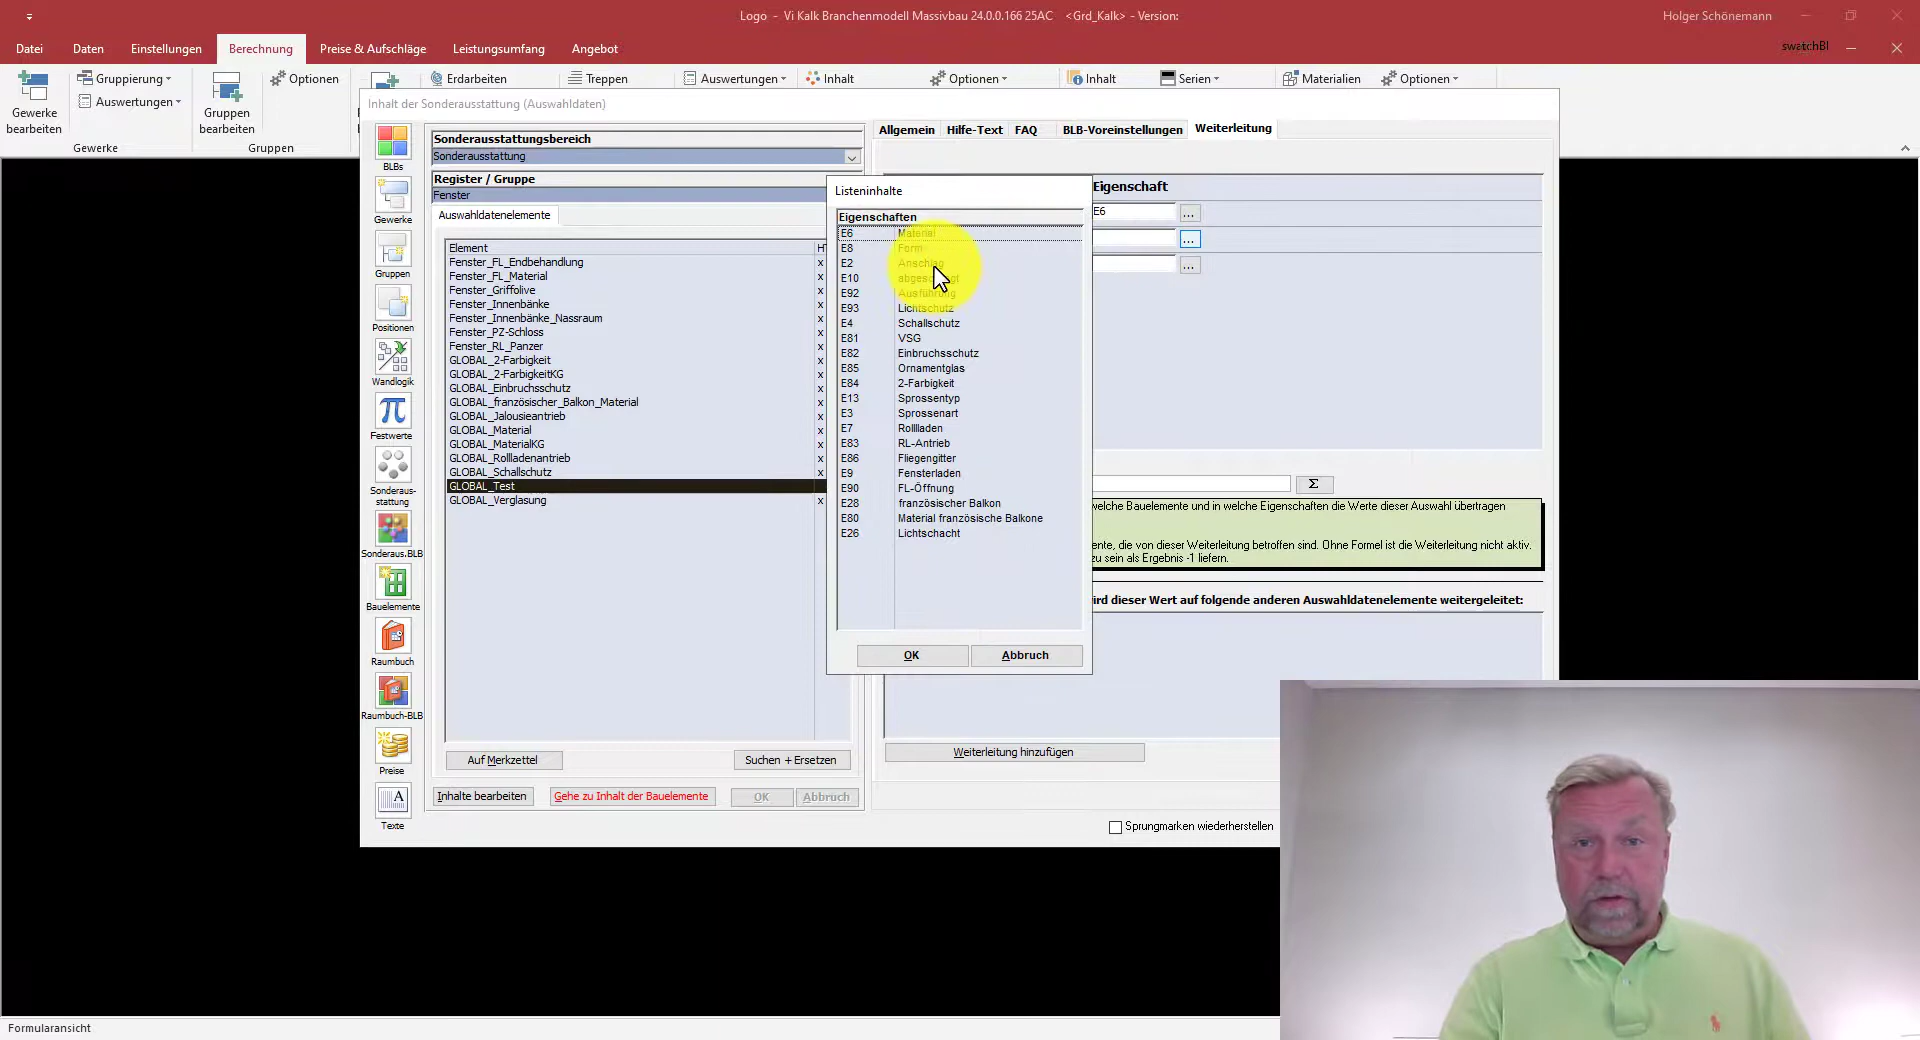 Logo - Vi Kalk Branchenmodell Massivbau 24.0.0.166 25AC <Grd_Kalk> - Version:
Holger Schönemann
Datei Daten Einstellungen Berechnung Preise & Aufschläge Leistungsumfang Angebot
swatchBI
Gewerke bearbeiten
Gruppierung
Auswertungen
Gruppen bearbeiten
Optionen
Erdarbeiten
Treppen
Auswertungen
Inhalt
Optionen
Inhalt
Serien
Materialien
Optionen
Gewerke
Gruppen
Inhalt der Sonderausstattung (Auswahldaten)
BLBs
Gewerke
Gruppen
Positionen
Wandlogik
Festwerte
Sonderaus-
stattung
Sonderaus.BLB
Bauelemente
Raumbuch
Raumbuch-BLB
Preise
Texte
Sonderausstattungsbereich
Sonderausstattung
Register / Gruppe
Fenster
Auswahldatenelemente
Element
Fenster_FL_Endbehandlung x
Fenster_FL_Material x
Fenster_Griffolive x
Fenster_Innenbänke x
Fenster_Innenbänke_Nassraum x
Fenster_PZ-Schloss x
Fenster_RL_Panzer x
GLOBAL_2-Farbigkeit x
GLOBAL_2-FarbigkeitKG x
GLOBAL_Einbruchsschutz x
GLOBAL_französischer_Balkon_Material x
GLOBAL_Jalousieantrieb x
GLOBAL_Material x
GLOBAL_MaterialKG x
GLOBAL_Rollladenantrieb x
GLOBAL_Schallschutz x
GLOBAL_Test
GLOBAL_Verglasung x
Auf Merkzettel
Suchen + Ersetzen
Inhalte bearbeiten
Gehe zu Inhalt der Bauelemente
OK
Abbruch
Listeninhalte
Eigenschaften
E6 Material
E8 Form
E2 Anschlag
E10
E92 Ausführung
E93 Lichtschutz
E4 Schallschutz
E81 VSG
E82 Einbruchsschutz
E85 Ornamentglas
E84 2-Farbigkeit
E13 Sprossentyp
E3 Sprossenart
E7 Rollladen
E83 RL-Antrieb
E86 Fliegengitter
E9 Fensterladen
E90 FL-Öffnung
E28 französischer Balkon
E80 Material französische Balkone
E26 Lichtschacht
OK
Abbruch
Allgemein Hilfe-Text FAQ BLB-Voreinstellungen Weiterleitung
Eigenschaft
E6 ...
...
...
Σ
welche Bauelemente und in welche Eigenschaften die Werte dieser Auswahl übertragen
ente, die von dieser Weiterleitung betroffen sind. Ohne Formel ist die Weiterleitung nicht aktiv.
zu sein als Ergebnis -1 liefern.
ird dieser Wert auf folgende anderen Auswahldatenelemente weitergeleitet:
Weiterleitung hinzufügen
Sprungmarken wiederherstellen
Formularansicht